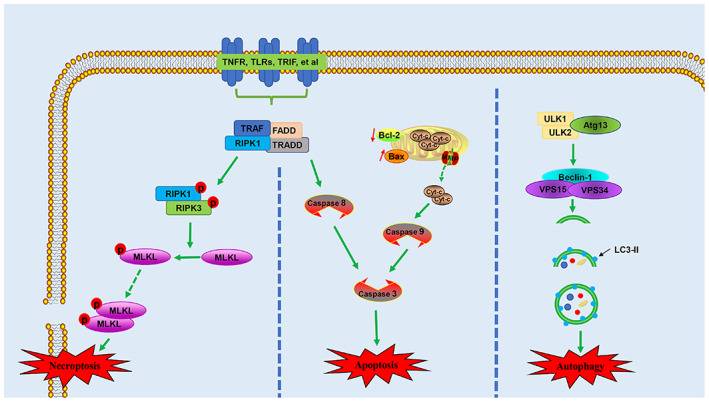 TNFR, TLRs, TRIF, et al
TRAF
FADD
RIPK1
TRADD
RIPK1
p
RIPK3
p
p
MLKL
MLKL
p
MLKL
p
MLKL
Necroptosis
Bcl-2
Bax
Cyt-c
Cyt-c
Cyt-c
Cyt-c
Cyt-c
Caspase 8
Caspase 9
Caspase 3
Apoptosis
ULK1
ULK2
Atg13
Beclin-1
VPS15
VPS34
LC3-II
Autophagy